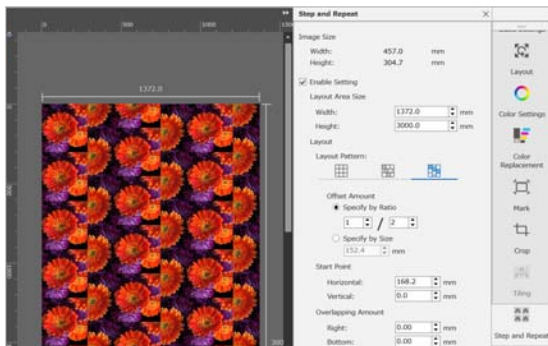 Step and Repeat
Image Size
Width: 457.0 mm
Height: 304.7 mm
Enable Setting
Layout Area Size
Width: 1372.0 mm
Height: 3000.0 mm
Layout
Layout Pattern:
Offset Amount
Specify by Ratio
1 / 2
Specify by Size
152.4 mm
Start Point
Horizontal: 168.2 mm
Vertical: 0.0 mm
Overlapping Amount
Right: 0.00 mm
Bottom: 0.00 mm
0 500 1000
1372.0
Layout
Color Settings
Color
Replacement
Mark
Crop
Tiling
Step and Repeat